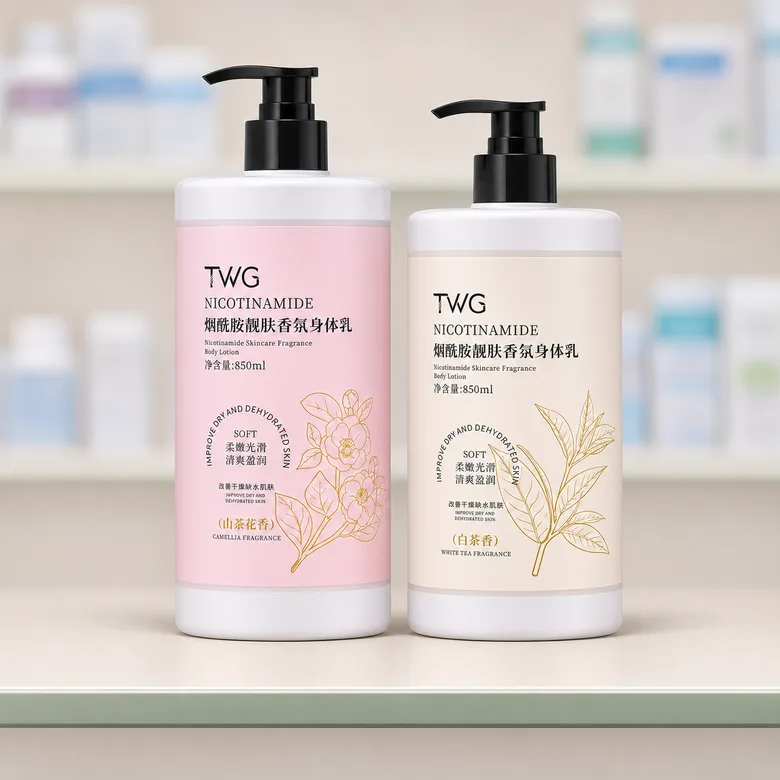 TWG
NICOTINAMIDE
烟酰胺靓肤香氛身体乳
Nicotinamide Skincare Fragrance
Body Lotion
净含量:850ml
IMPROVE DRY AND DEHYDRATED SKIN
SOFT
柔嫩光滑
清爽盈润
改善干燥缺水肌肤
IMPROVE DRY AND
DEHYDRATED SKIN
(山茶花香)
CAMELLIA FRAGRANCE
TWG
NICOTINAMIDE
烟酰胺靓肤香氛身体乳
Nicotinamide Skincare Fragrance
Body Lotion
净含量:850ml
IMPROVE DRY AND DEHYDRATED SKIN
SOFT
柔嫩光滑
清爽盈润
改善干燥缺水肌肤
IMPROVE DRY AND
DEHYDRATED SKIN
(白茶香)
WHITE TEA FRAGRANCE